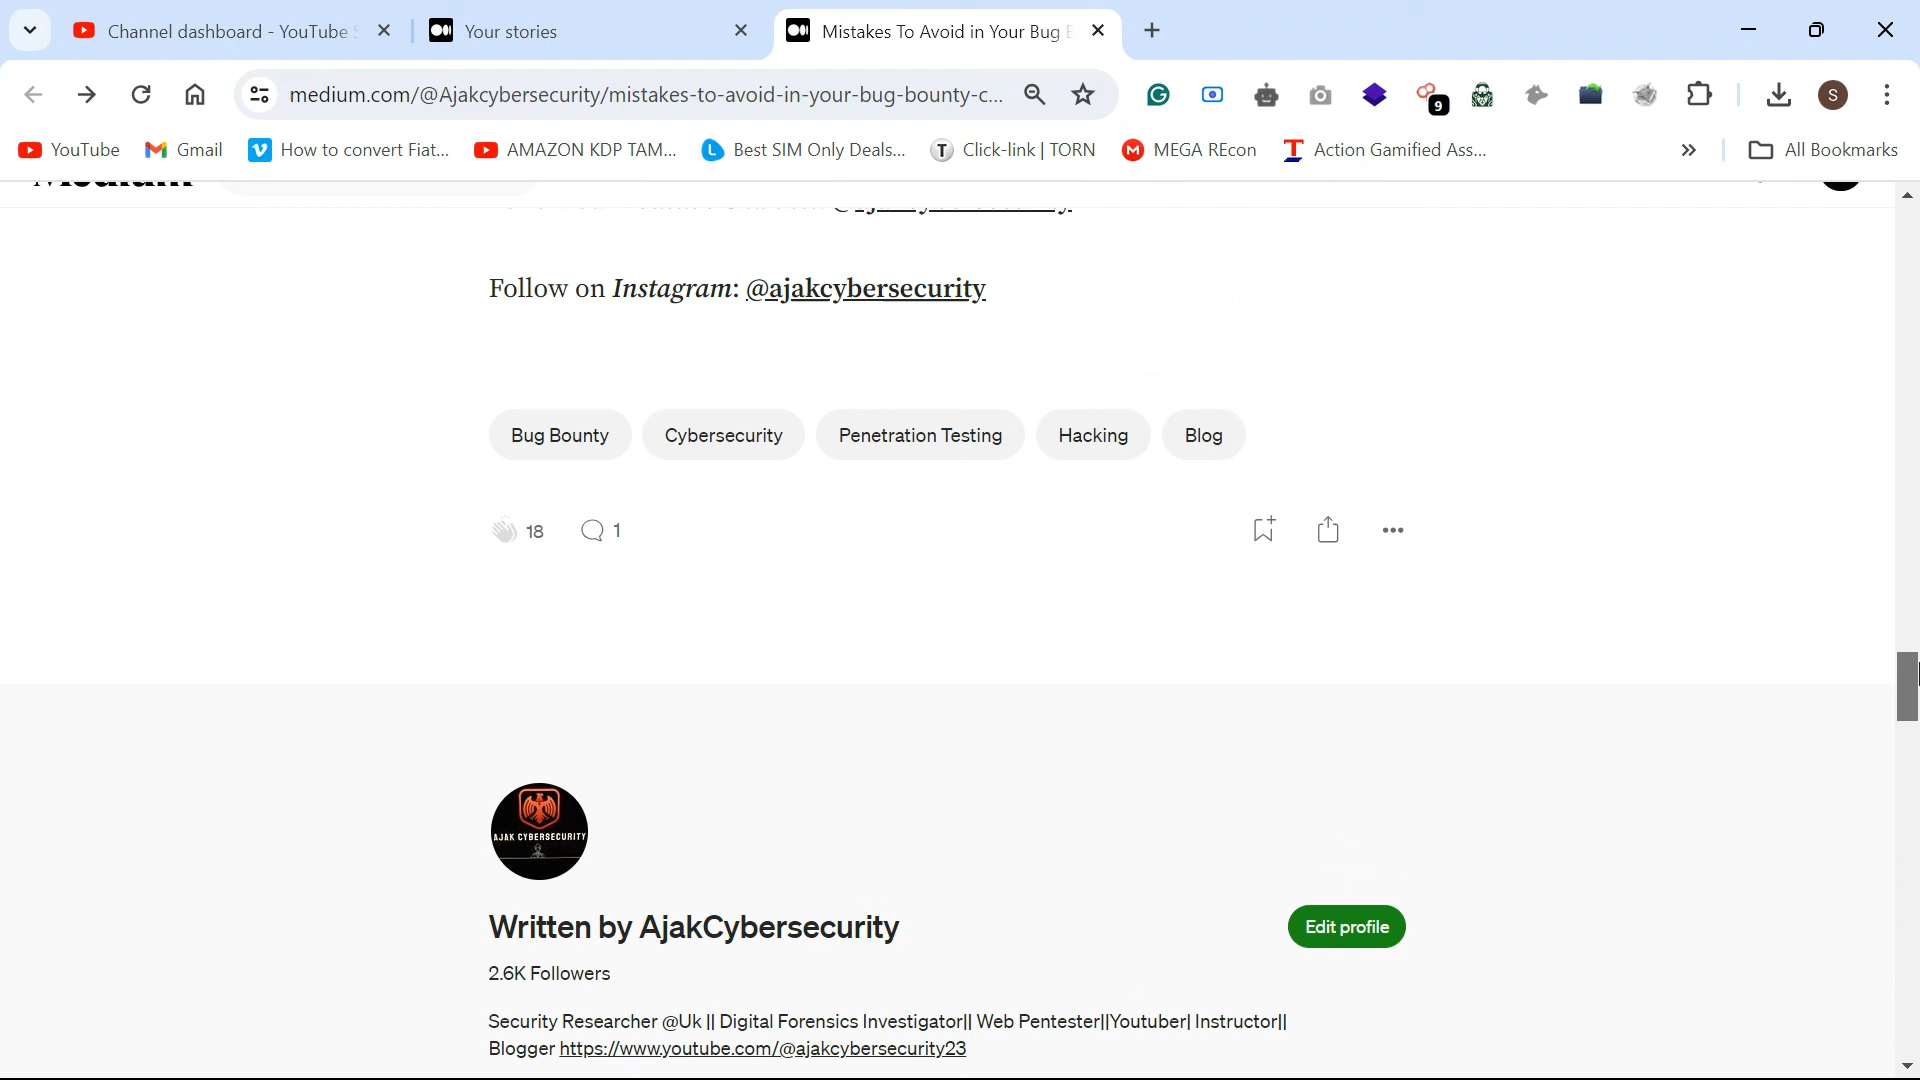 Channel dashboard - YouTube
Your stories
Mistakes To Avoid in Your Bug
medium.com/@Ajakcybersecurity/mistakes-to-avoid-in-your-bug-bounty-c...
9
S
YouTube
Gmail
How to convert Fiat...
AMAZON KDP TAM...
Best SIM Only Deals...
Click-link | TORN
MEGA REcon
Action Gamified Ass...
All Bookmarks
Follow on Instagram: @ajakcybersecurity
Bug Bounty
Cybersecurity
Penetration Testing
Hacking
Blog
18
1
AJAK CYBERSECURITY
Written by AjakCybersecurity
Edit profile
2.6K Followers
Security Researcher @Uk || Digital Forensics Investigator|| Web Pentester||Youtuber| Instructor||
Blogger https://www.youtube.com/@ajakcybersecurity23